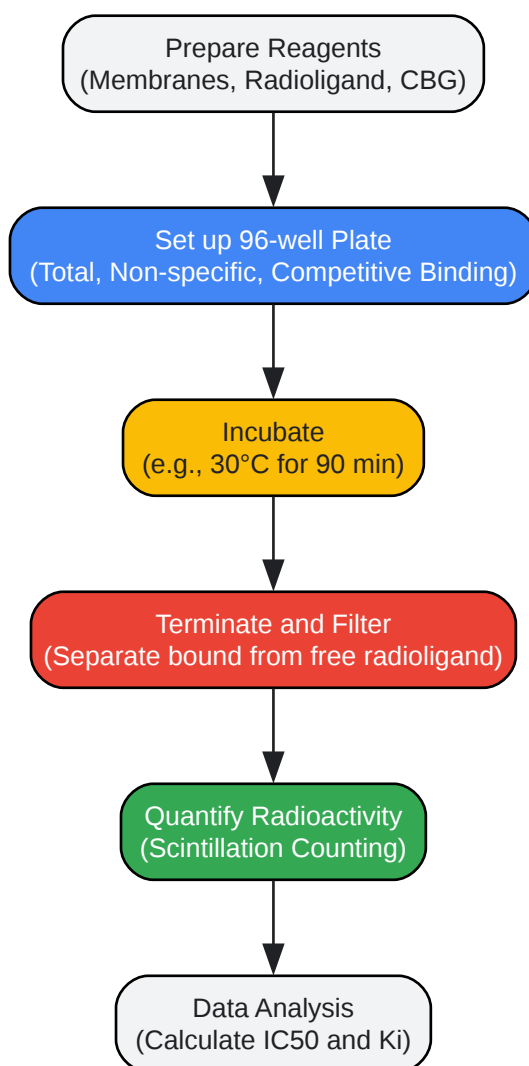 Prepare Reagents
(Membranes, Radioligand, CBG)
Set up 96-well Plate
(Total, Non-specific, Competitive Binding)
Incubate
(e.g., 30°C for 90 min)
Terminate and Filter
(Separate bound from free radioligand)
Quantify Radioactivity
(Scintillation Counting)
Data Analysis
(Calculate IC50 and Ki)